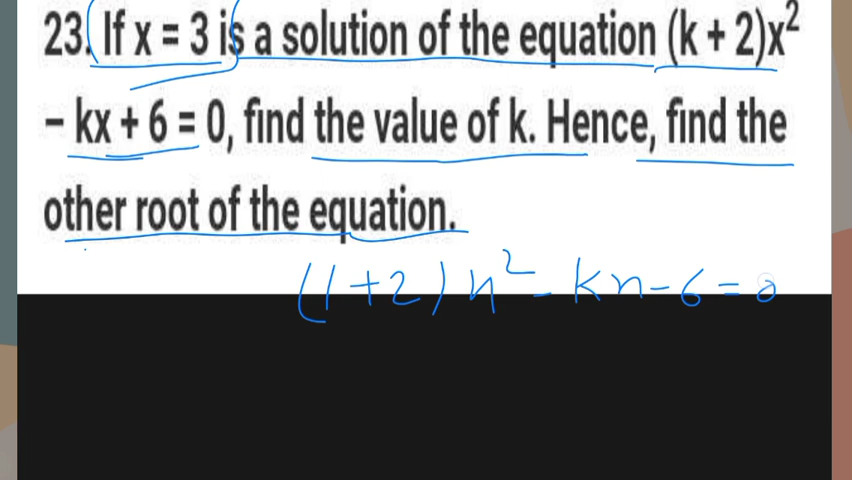 23. If x = 3 is a solution of the equation (k + 2)x²
– kx + 6 = 0, find the value of k. Hence, find the
other root of the equation.
(1+2)x² - kx - 6 = 0